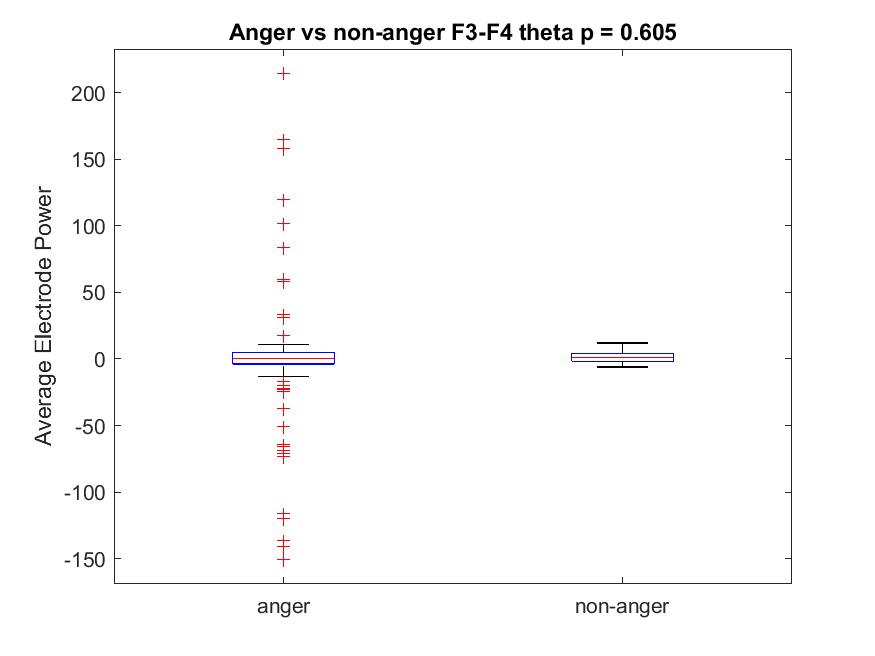 Anger vs non-anger F3-F4 theta p = 0.605
Average Electrode Power
200
150
100
50
0
-50
-100
-150
anger
non-anger